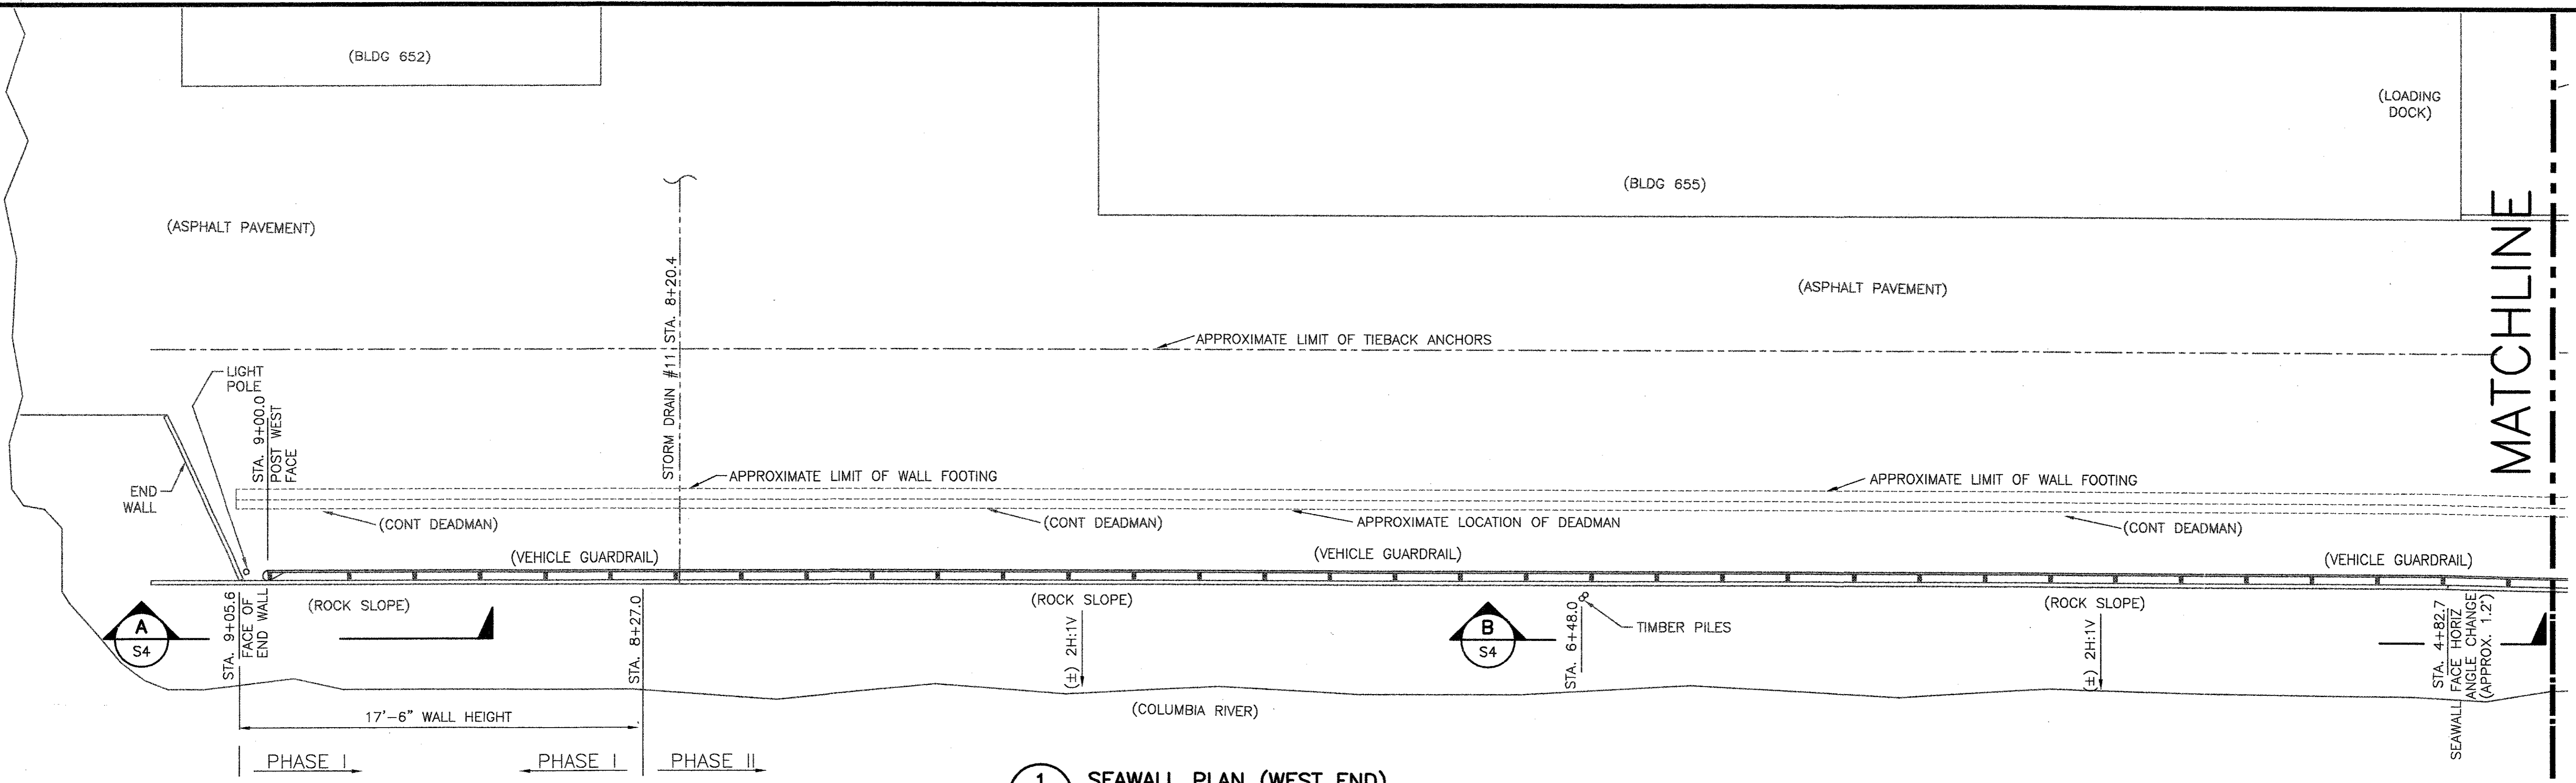 (BLDG 652)
(LOADING
DOCK)
(BLDG 655)
(ASPHALT PAVEMENT)
(ASPHALT PAVEMENT)
MATCHLINE
STORM DRAIN #11 STA. 8+20.4
APPROXIMATE LIMIT OF TIEBACK ANCHORS
LIGHT
POLE
STA. 9+00.0
POST WEST
FACE
END
WALL
APPROXIMATE LIMIT OF WALL FOOTING
APPROXIMATE LIMIT OF WALL FOOTING
(CONT DEADMAN)
(CONT DEADMAN)
APPROXIMATE LOCATION OF DEADMAN
(CONT DEADMAN)
(VEHICLE GUARDRAIL)
(VEHICLE GUARDRAIL)
(VEHICLE GUARDRAIL)
(ROCK SLOPE)
(ROCK SLOPE)
(ROCK SLOPE)
A
S4
STA. 9+05.6
FACE OF
END WALL
STA. 8+27.0
(±) 2H:1V
B
S4
STA. 6+48.0
TIMBER PILES
(±) 2H:1V
STA. 4+82.7
SEAWALL FACE HORIZ
ANGLE CHANGE
(APPROX. 1.2°)
17'-6" WALL HEIGHT
(COLUMBIA RIVER)
PHASE I
PHASE I
PHASE II
1
SEAWALL PLAN (WEST END)